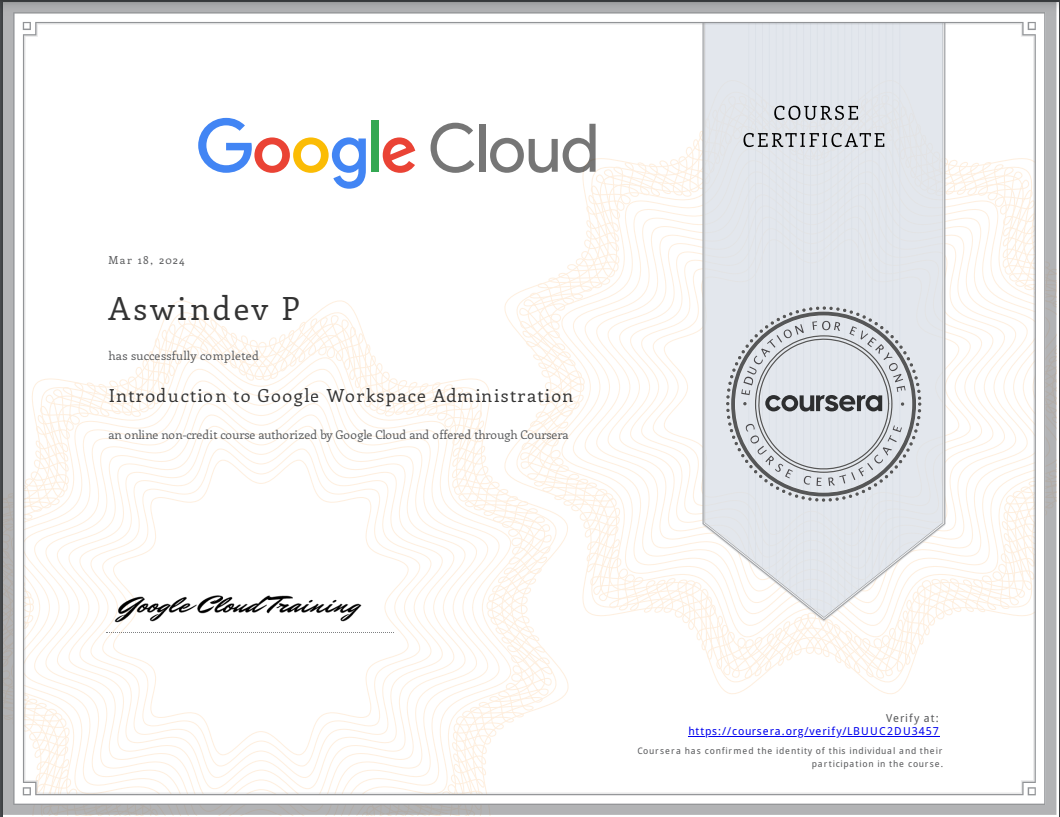 Google Cloud
COURSE
CERTIFICATE
Mar 18, 2024
Aswindev P
has successfully completed
Introduction to Google Workspace Administration
an online non-credit course authorized by Google Cloud and offered through Coursera
EDUCATION FOR EVERYONE
coursera
COURSE CERTIFICATE
Google Cloud Training
Verify at:
https://coursera.org/verify/LBUUC2DU3457
Coursera has confirmed the identity of this individual and their
participation in the course.